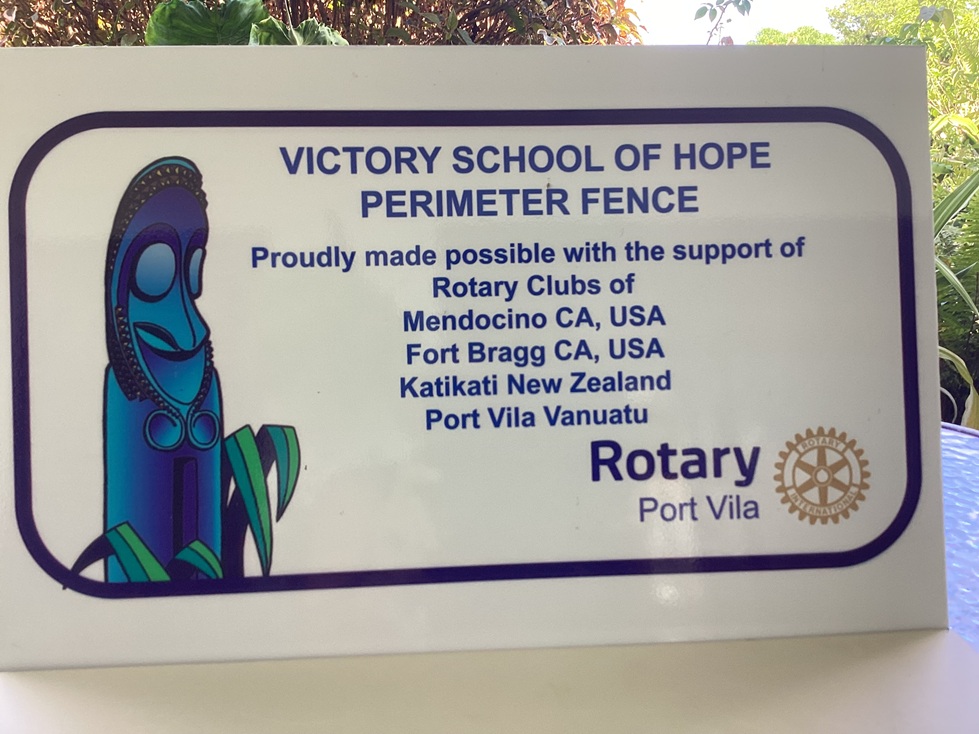 VICTORY SCHOOL OF HOPE
PERIMETER FENCE
Proudly made possible with the support of
Rotary Clubs of
Mendocino CA, USA
Fort Bragg CA, USA
Katikati New Zealand
Port Vila Vanuatu
Rotary
Port Vila
ROTARY
INTERNATIONAL